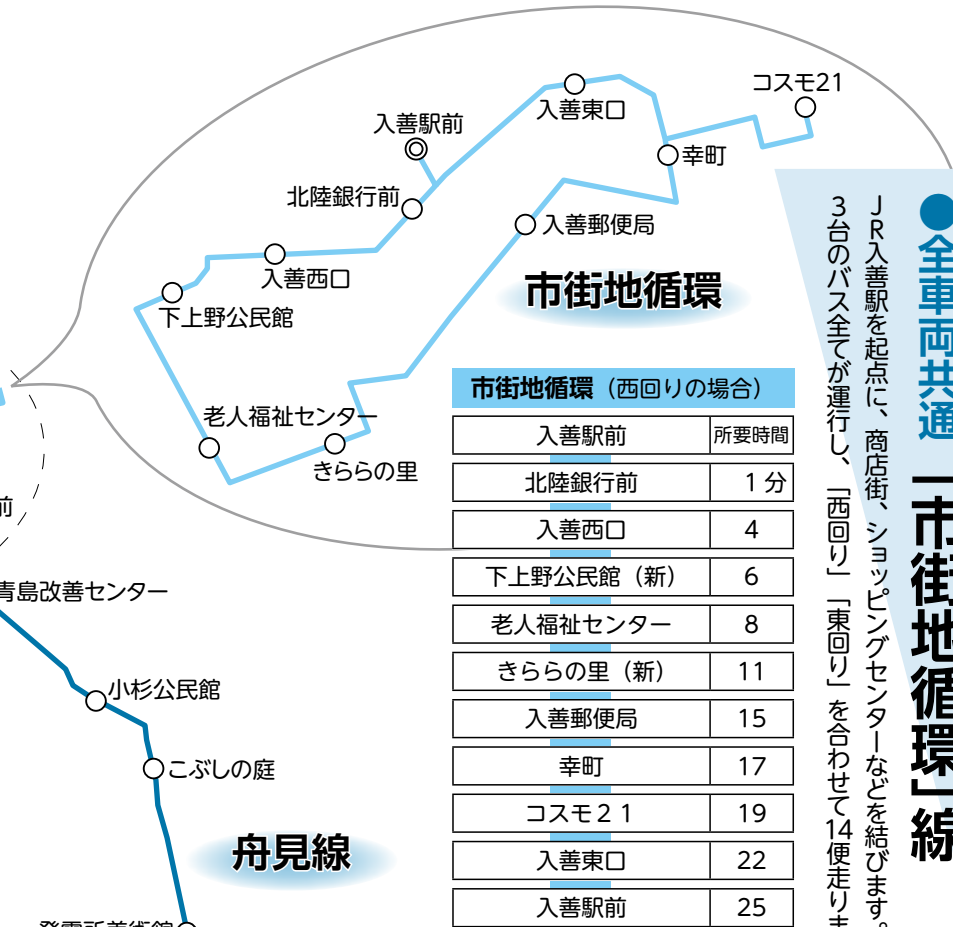 コスモ21
入善東口
入善駅前
幸町
北陸銀行前
入善郵便局
入善西口
市街地循環
下上野公民館
老人福祉センター
きららの里
●全車両共通「市街地循環」線
JR入善駅を起点に、商店街、ショッピングセンターなどを結びます。
3台のバス全てが運行し、「西回り」「東回り」を合わせて14便走りま
市街地循環（西回りの場合）
入善駅前 所要時間
北陸銀行前 1分
入善西口 4
下上野公民館（新） 6
老人福祉センター 8
きららの里（新） 11
入善郵便局 15
幸町 17
コスモ２１ 19
入善東口 22
入善駅前 25
前
青島改善センター
小杉公民館
こぶしの庭
舟見線
発電所美術館